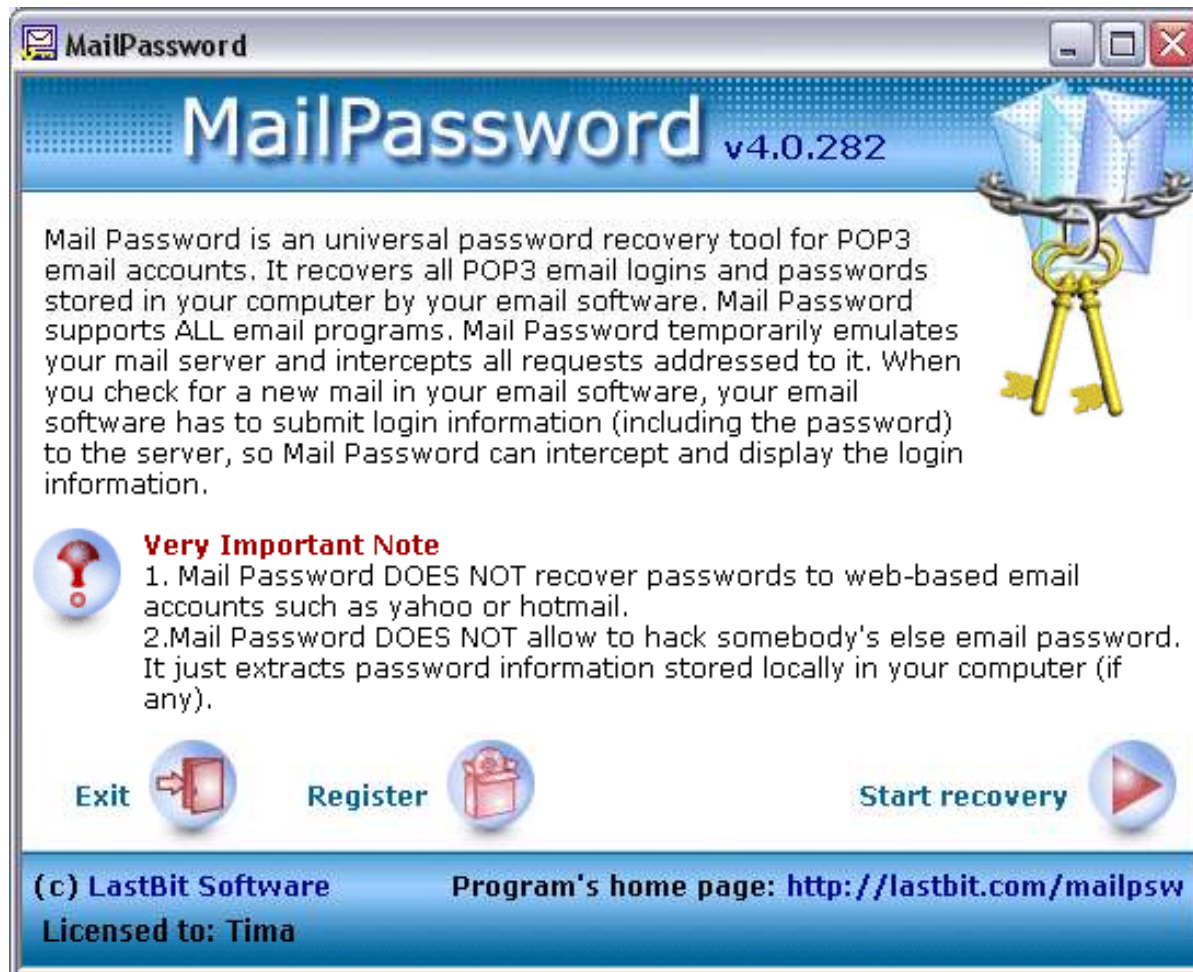 MailPassword
MailPassword v4.0.282
Mail Password is an universal password recovery tool for POP3
email accounts. It recovers all POP3 email logins and passwords
stored in your computer by your email software. Mail Password
supports ALL email programs. Mail Password temporarily emulates
your mail server and intercepts all requests addressed to it. When
you check for a new mail in your email software, your email
software has to submit login information (including the password)
to the server, so Mail Password can intercept and display the login
information.
Very Important Note
1. Mail Password DOES NOT recover passwords to web-based email
accounts such as yahoo or hotmail.
2.Mail Password DOES NOT allow to hack somebody's else email password.
It just extracts password information stored locally in your computer (if
any).
Exit Register Start recovery
(c) LastBit Software Program's home page: http://lastbit.com/mailpsw
Licensed to: Tima